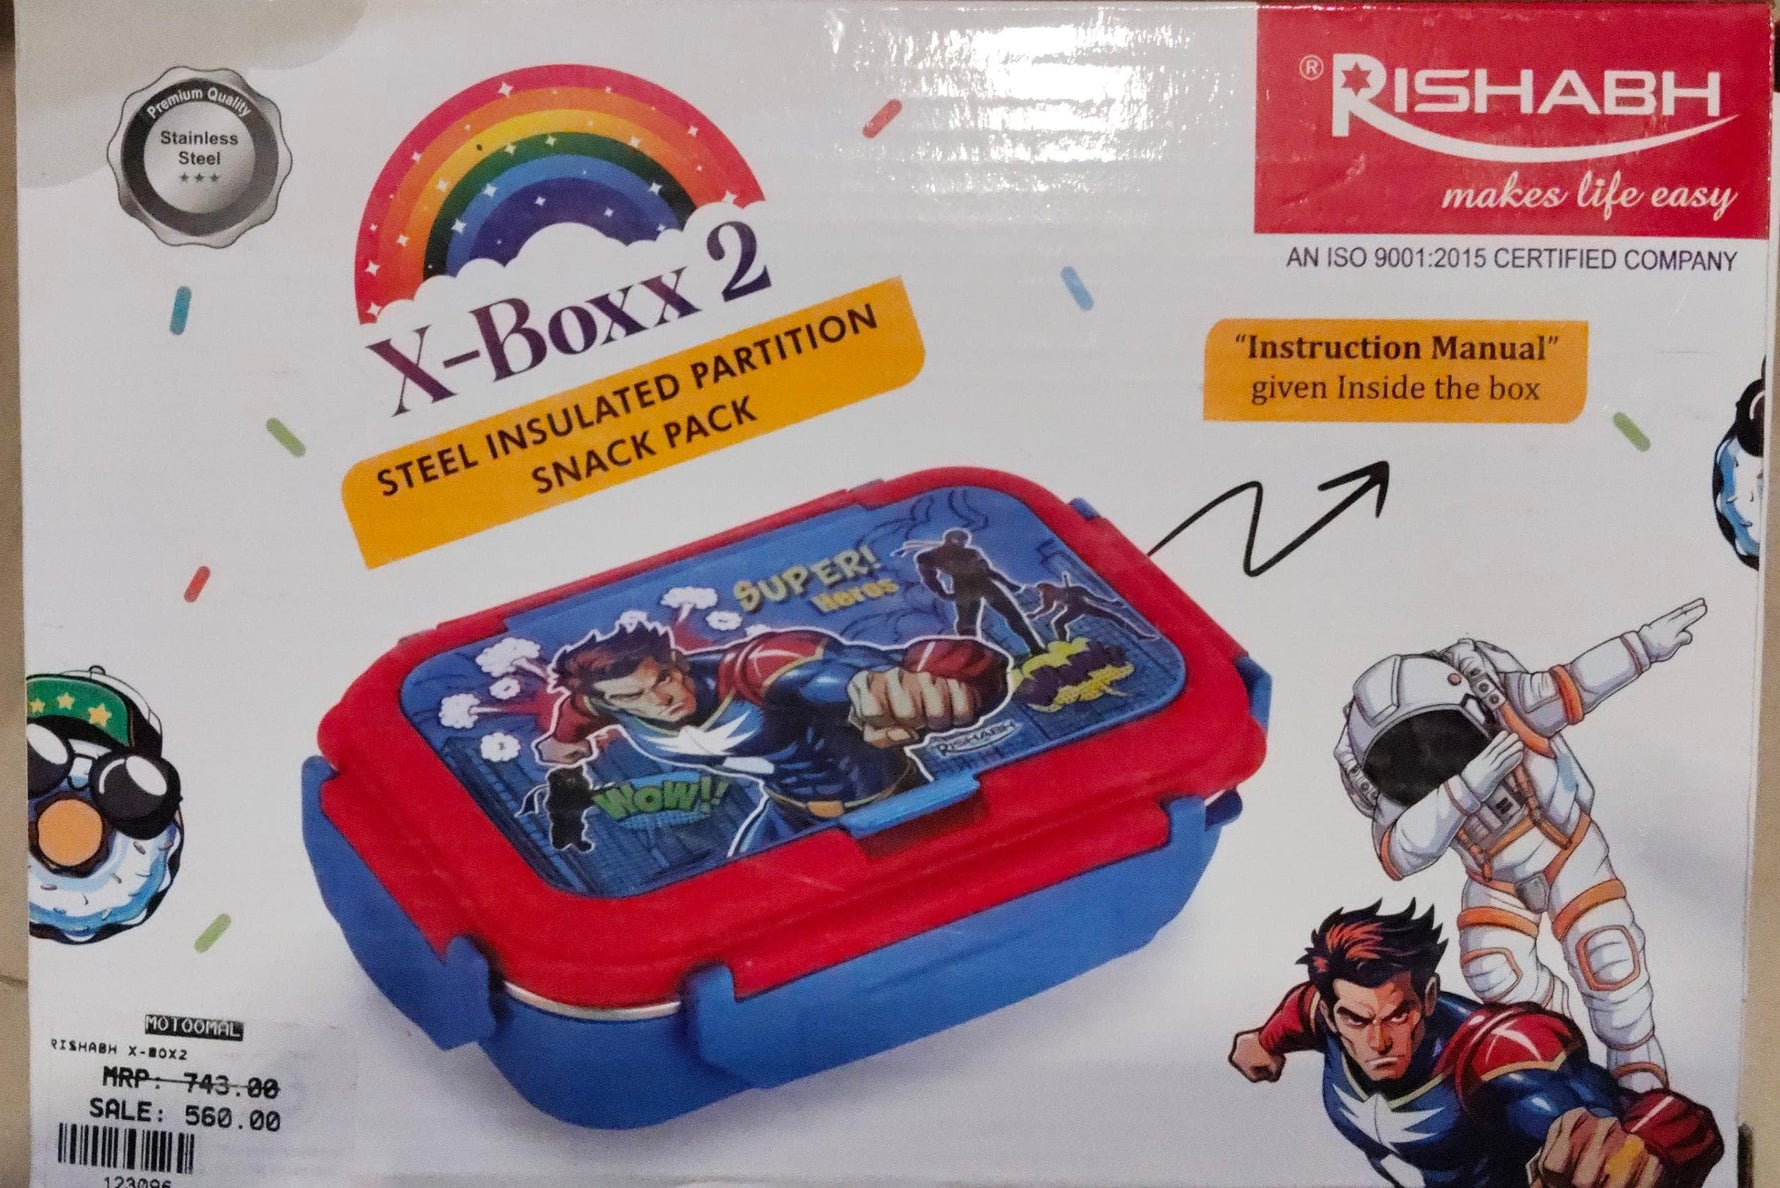 Premium Quality
Stainless
Steel
® RISHABH
makes life easy
AN ISO 9001:2015 CERTIFIED COMPANY
X-Boxx 2
STEEL INSULATED PARTITION
SNACK PACK
"Instruction Manual"
given Inside the box
SUPER!
Heros
RISHABH
WOW!!
MOTOOMAL
RISHABH X-BOX2
MRP: 743.00
SALE: 560.00
123096